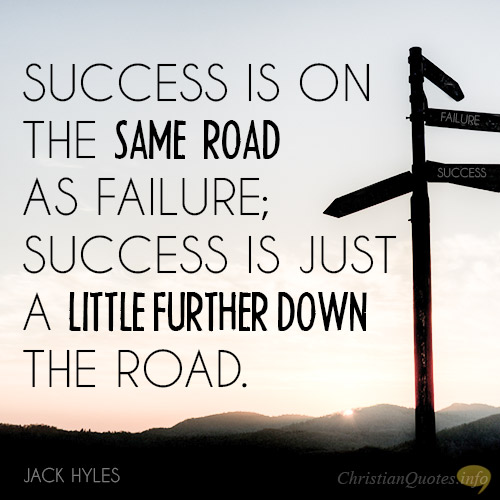 SUCCESS IS ON
THE SAME ROAD
AS FAILURE;
SUCCESS IS JUST
A LITTLE FURTHER DOWN
THE ROAD.
FAILURE
SUCCESS
JACK HYLES
ChristianQuotes.info